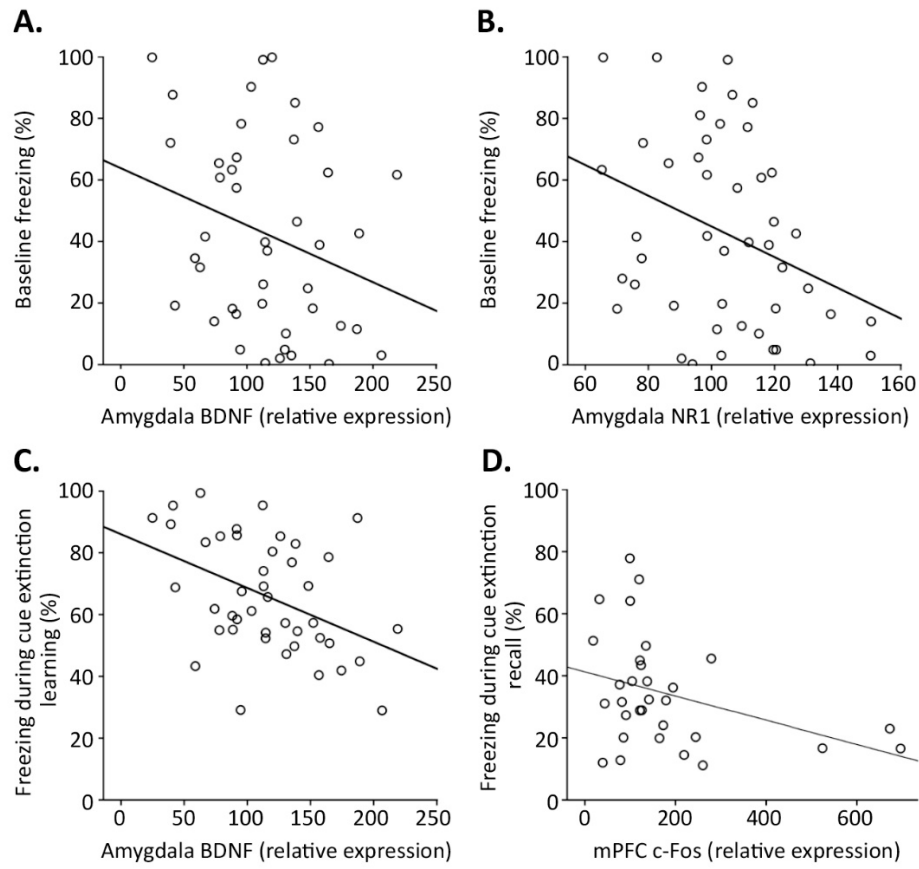 A.
Baseline freezing (%)
100
80
60
40
20
0
0 50 100 150 200 250
Amygdala BDNF (relative expression)
B.
Baseline freezing (%)
100
80
60
40
20
0
60 80 100 120 140 160
Amygdala NR1 (relative expression)
C.
Freezing during cue extinction
learning (%)
100
80
60
40
20
0
0 50 100 150 200 250
Amygdala BDNF (relative expression)
D.
Freezing during cue extinction
recall (%)
100
80
60
40
20
0
0 200 400 600
mPFC c-Fos (relative expression)